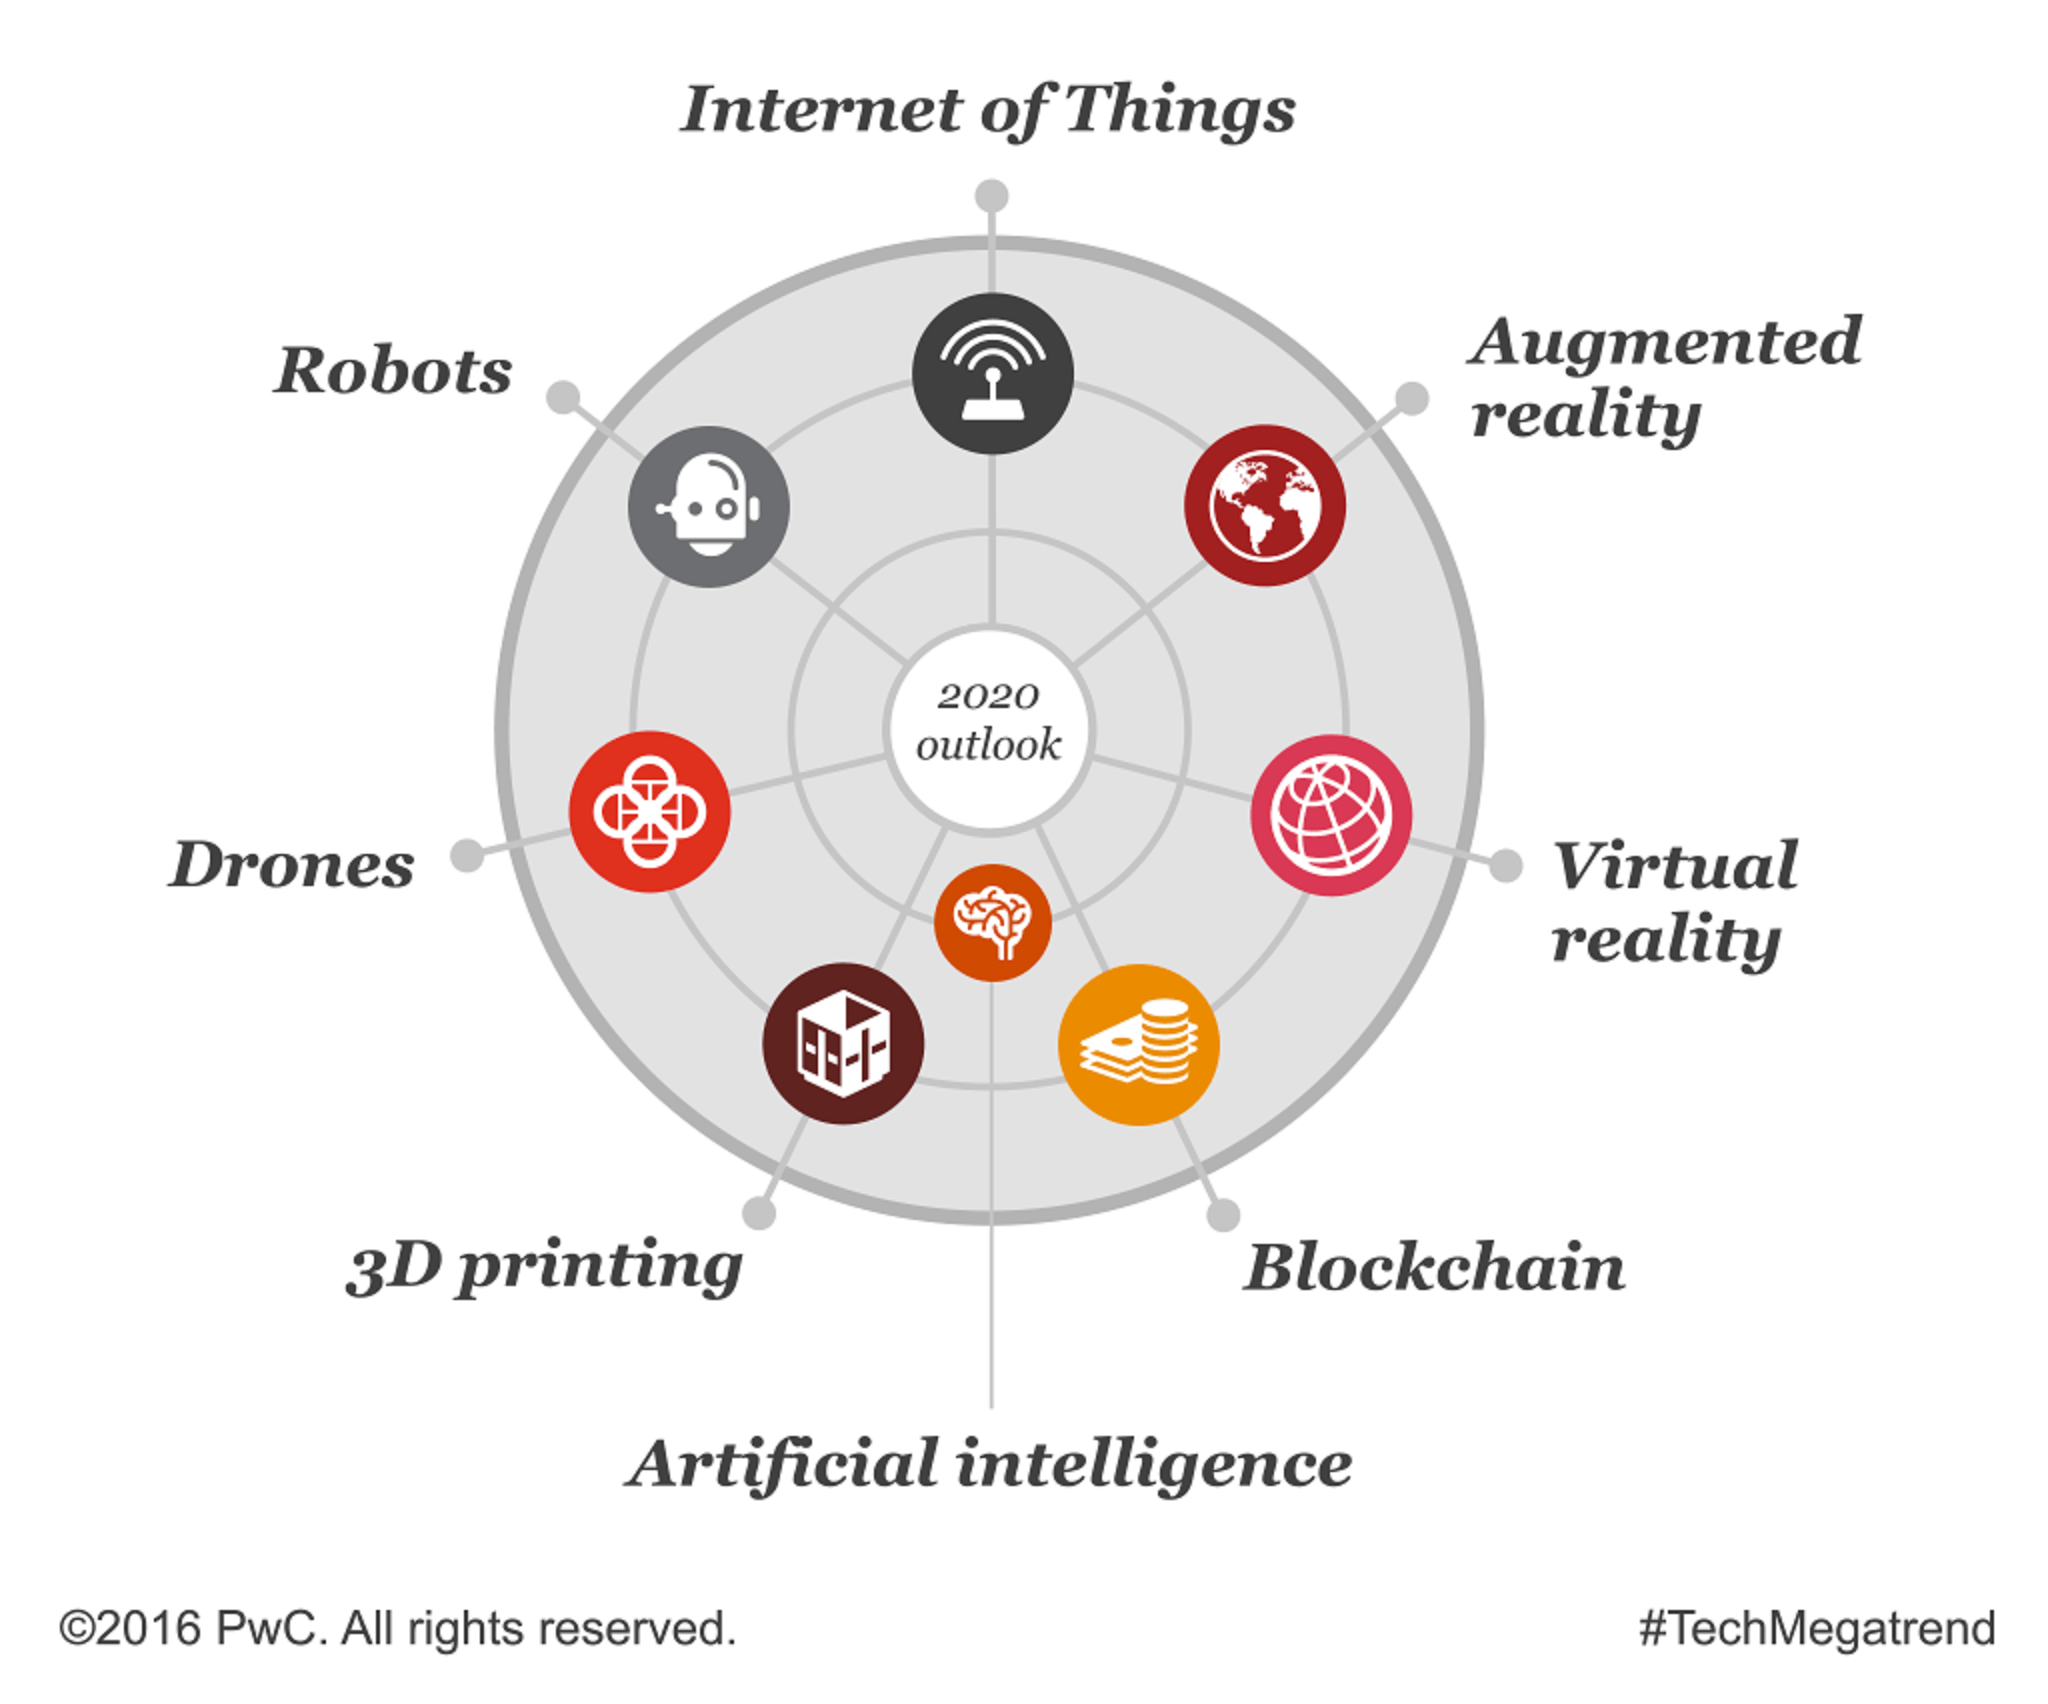 Internet of Things
Augmented
reality
Robots
2020
outlook
Drones
Virtual
reality
3D printing
Blockchain
Artificial intelligence
©2016 PwC. All rights reserved.
#TechMegatrend